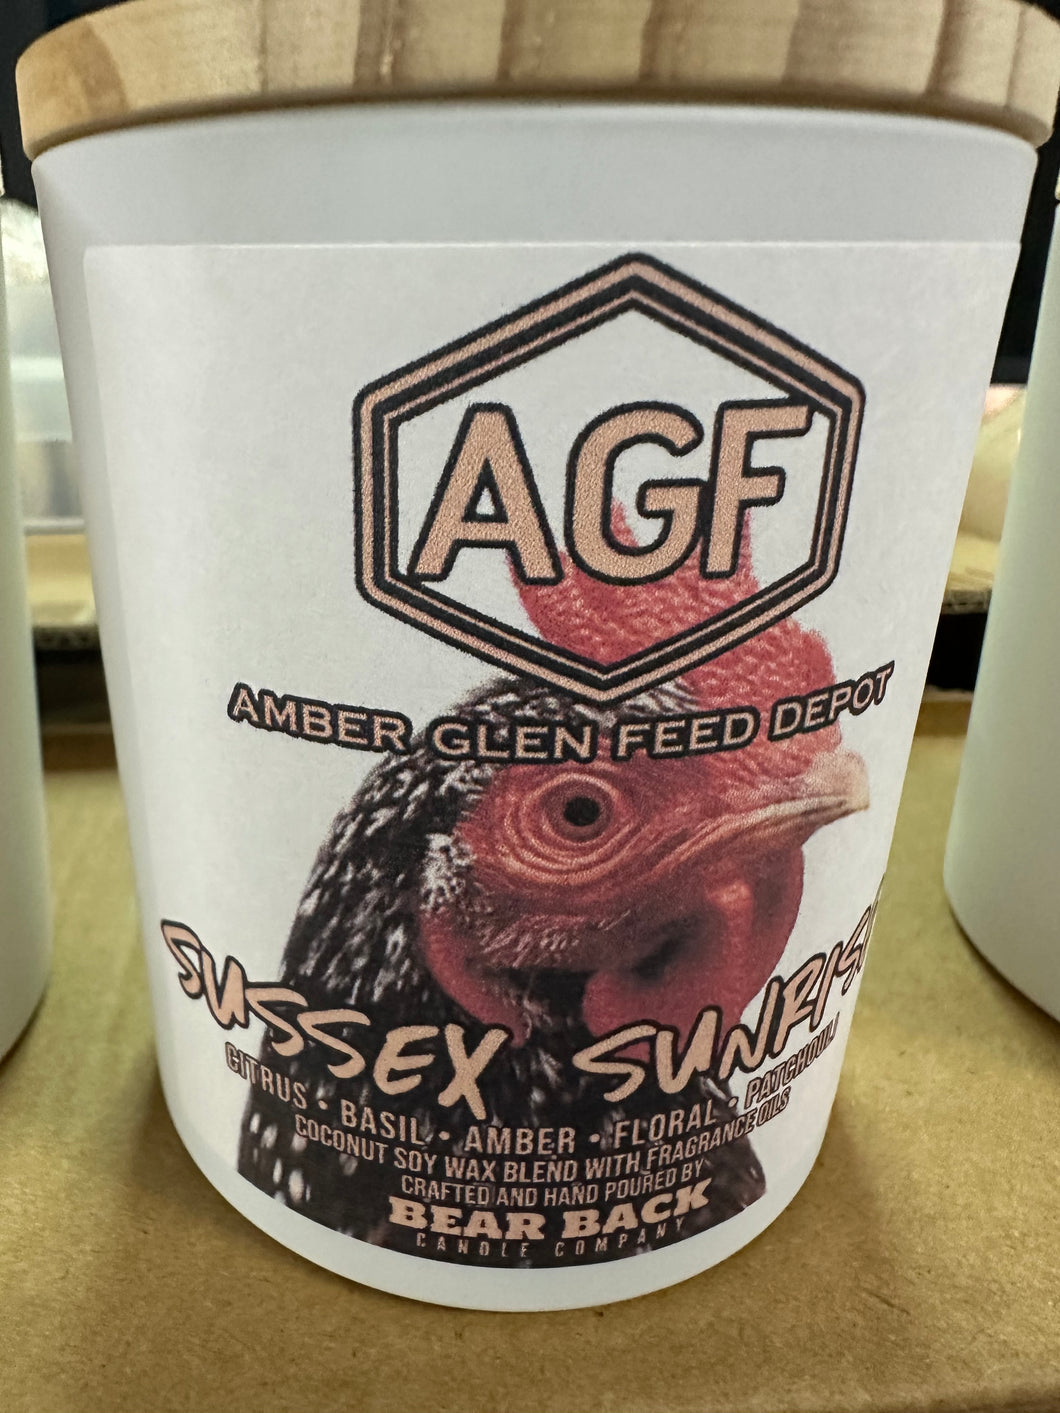 AGF
AMBER GLEN FEED DEPOT
SUSSEX SUNRISE
CITRUS • BASIL • AMBER • FLORAL • PATCHOULI
COCONUT SOY WAX BLEND WITH FRAGRANCE OILS
CRAFTED AND HAND POURED BY
BEAR BACK
CANDLE COMPANY